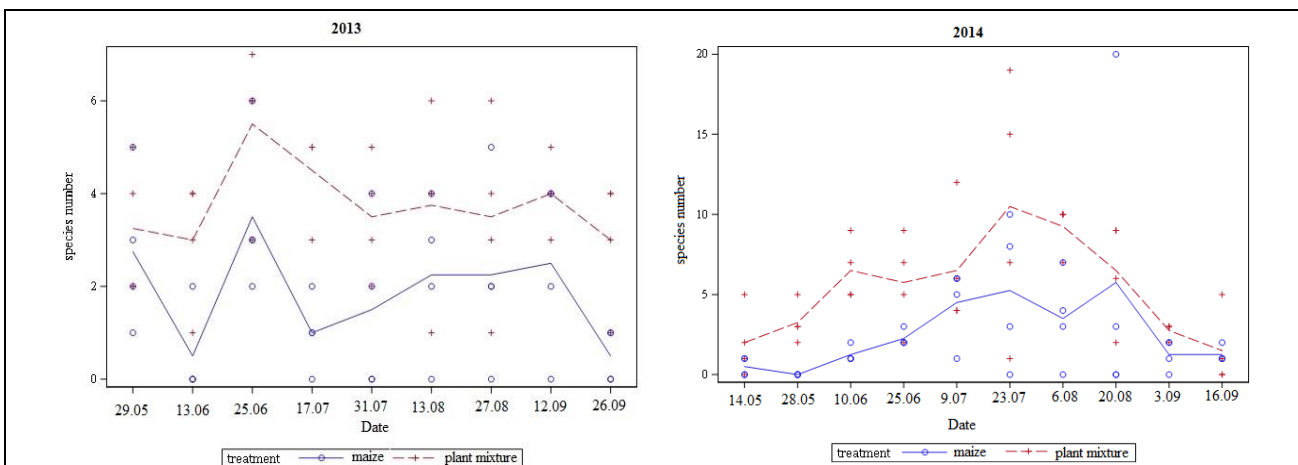 2013
6
4
2
0
species number
29.05 13.06 25.06 17.07 31.07 13.08 27.08 12.09 26.09
Date
treatment maize plant mixture
2014
20
15
10
5
0
species number
14.05 28.05 10.06 25.06 9.07 23.07 6.08 20.08 3.09 16.09
Date
treatment maize plant mixture